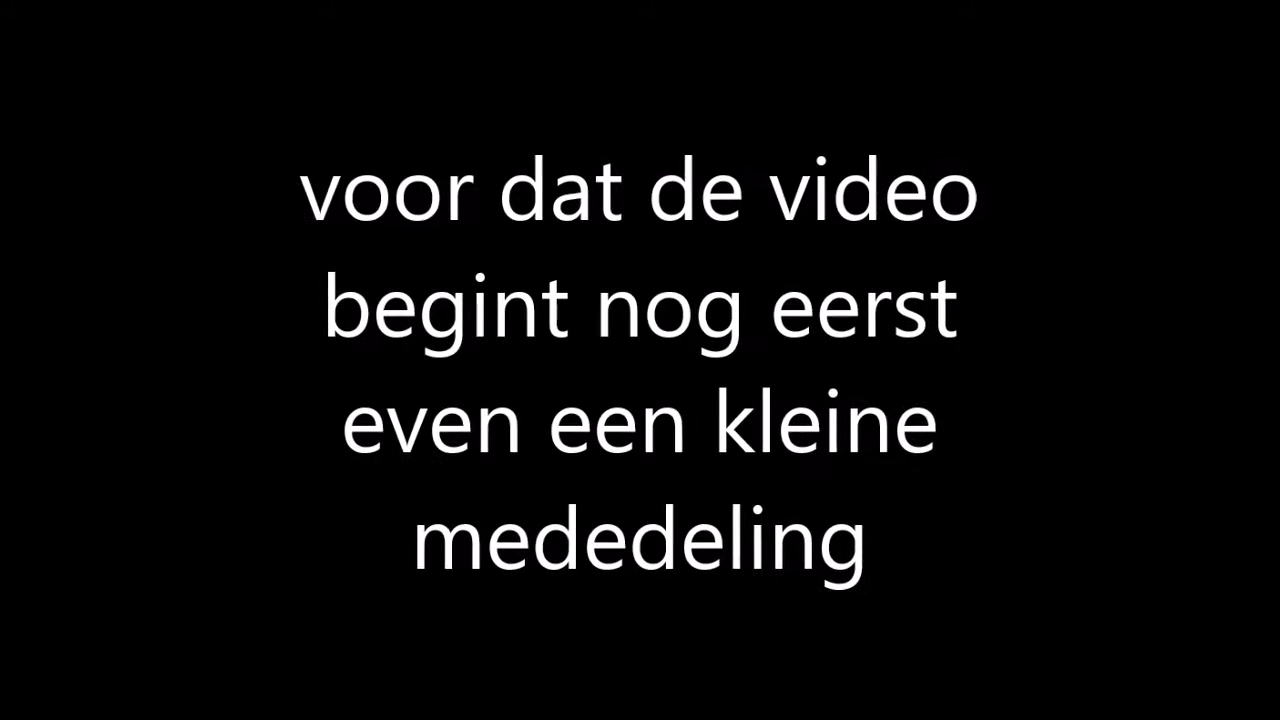 voor dat de video
begint nog eerst
even een kleine
mededeling